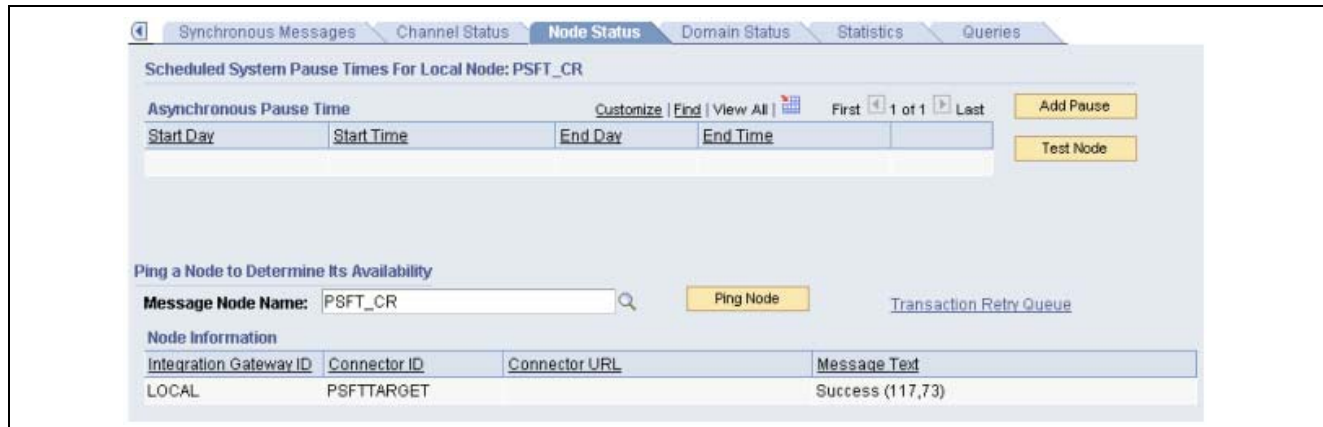 Synchronous Messages Channel Status Node Status Domain Status Statistics Queries
Scheduled System Pause Times For Local Node: PSFT_CR
Asynchronous Pause Time Customize | Find | View All | First 1 of 1 Last Add Pause
Start Day Start Time End Day End Time
Test Node
Ping a Node to Determine Its Availability
Message Node Name: PSFT_CR Ping Node Transaction Retry Queue
Node Information
Integration Gateway ID Connector ID Connector URL Message Text
LOCAL PSFTTARGET Success (117,73)